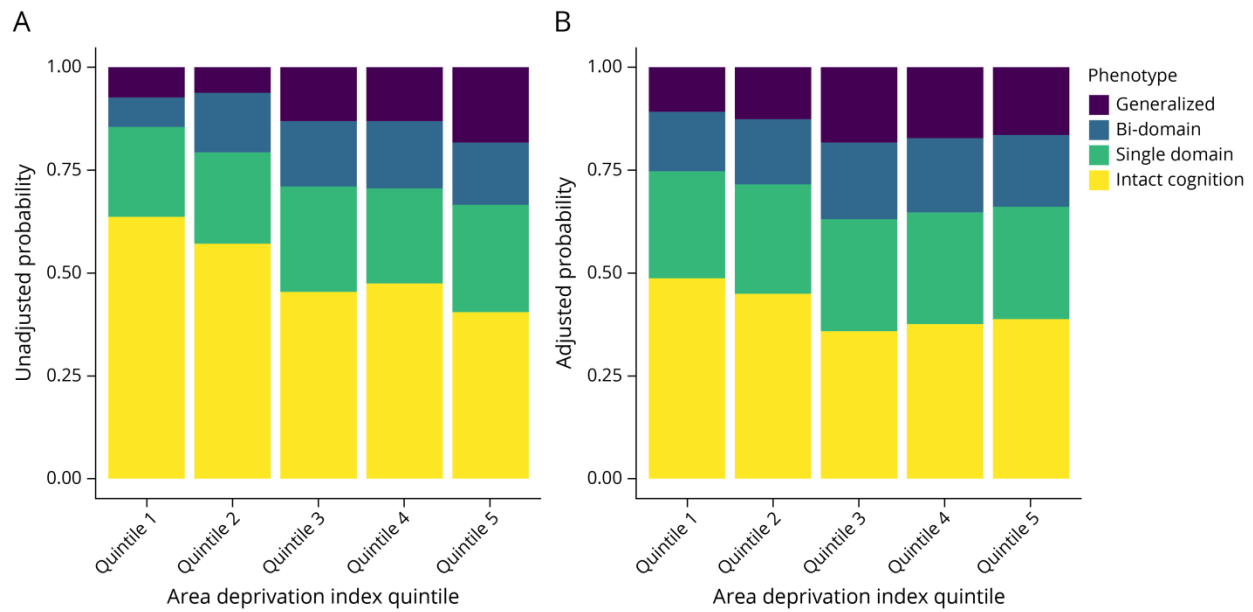 A
Unadjusted probability
1.00
0.75
0.50
0.25
0.00
Quintile 1
Quintile 2
Quintile 3
Quintile 4
Quintile 5
Area deprivation index quintile
B
Adjusted probability
1.00
0.75
0.50
0.25
0.00
Quintile 1
Quintile 2
Quintile 3
Quintile 4
Quintile 5
Area deprivation index quintile
Phenotype
Generalized
Bi-domain
Single domain
Intact cognition